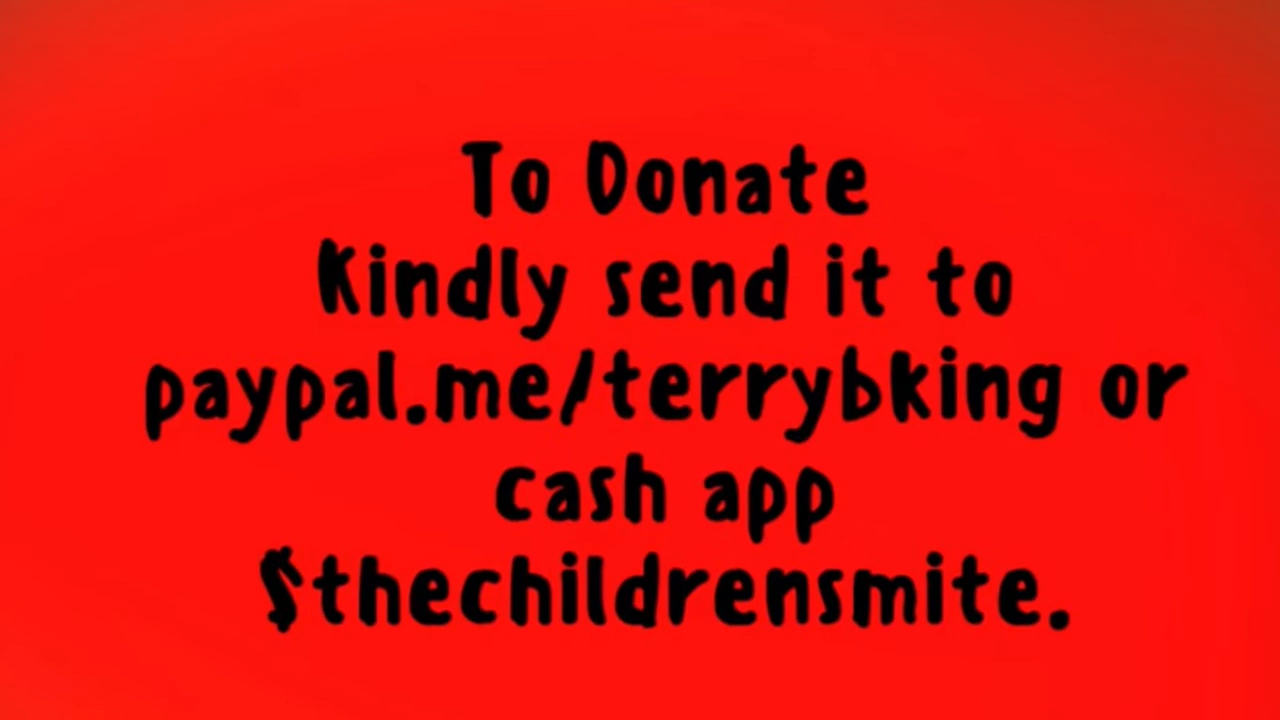 To Donate
Kindly send it to
paypal.me/terrybking or
cash app
$thechildrensmite.